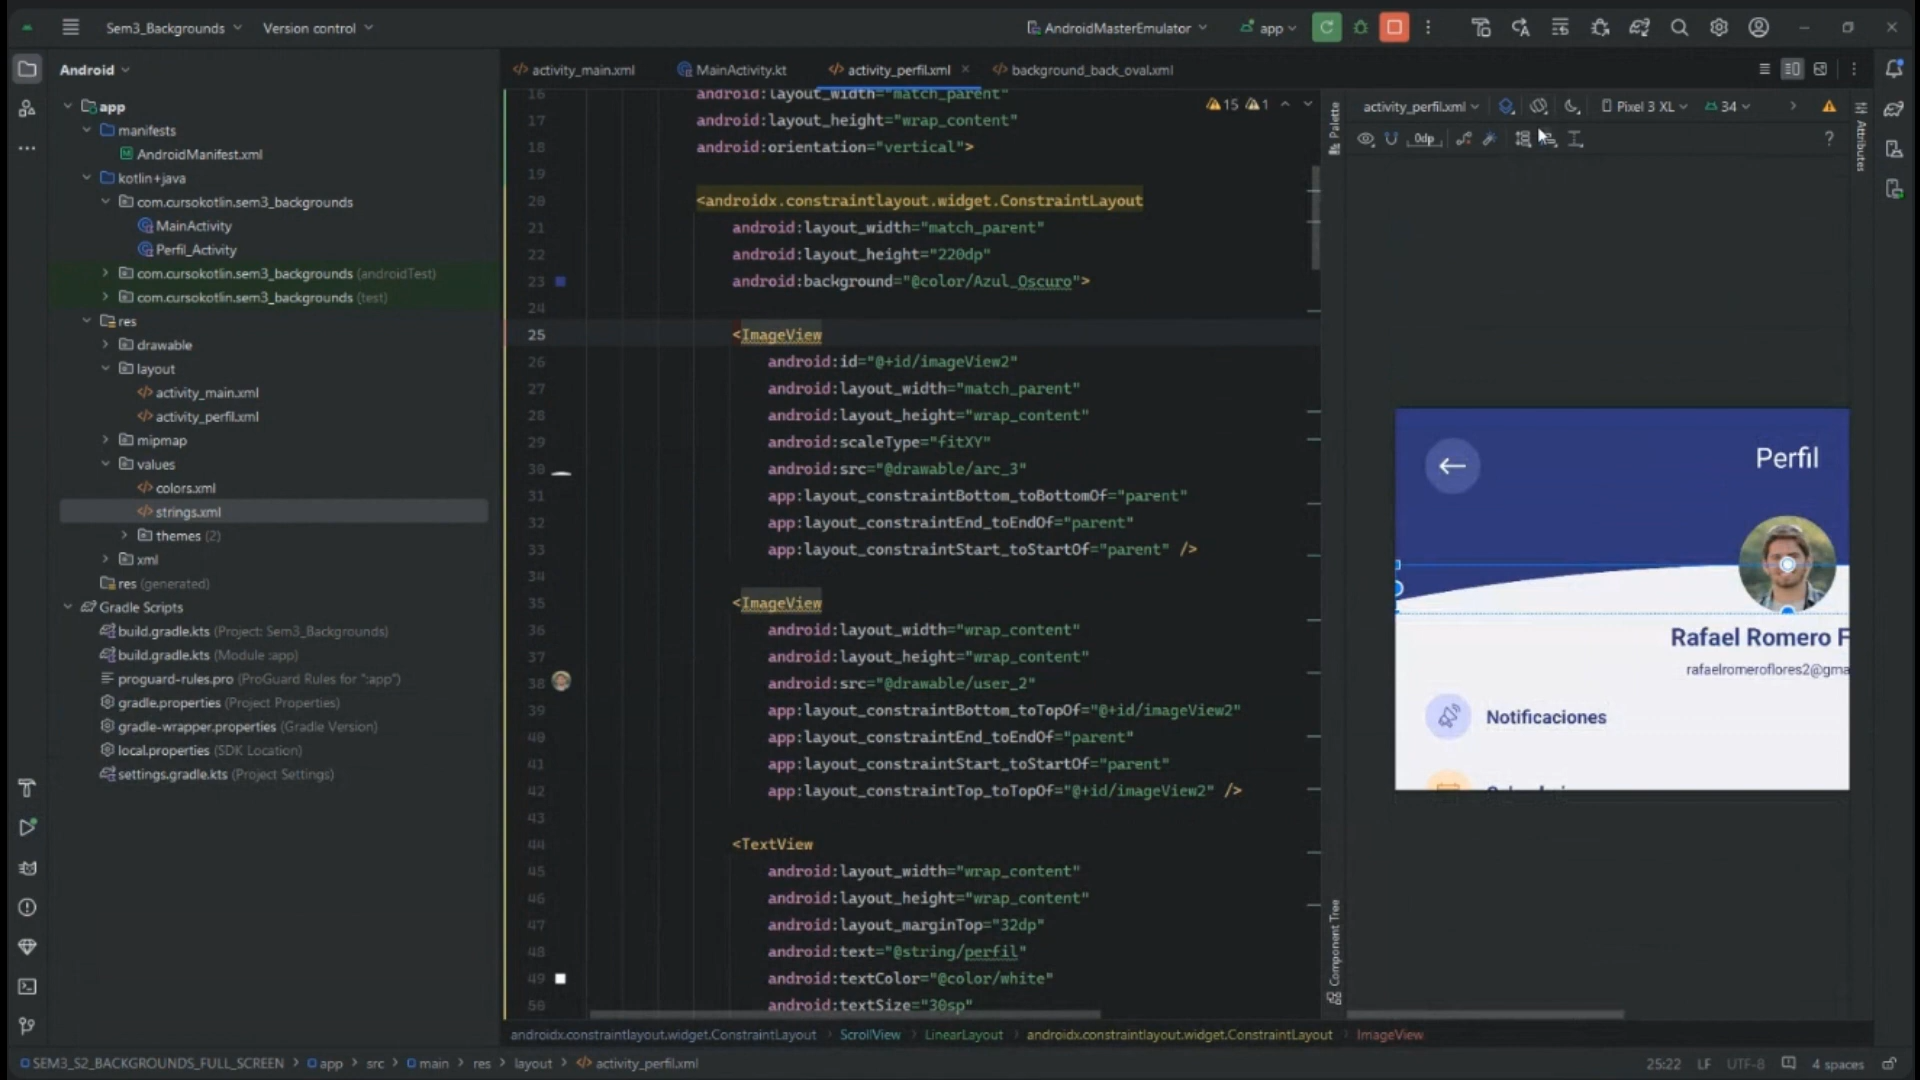 Sem3_Backgrounds
Version control
AndroidMasterEmulator
app
Android
app
manifests
AndroidManifest.xml
kotlin+java
com.cursokotlin.sem3_backgrounds
MainActivity
Perfil_Activity
com.cursokotlin.sem3_backgrounds (androidTest)
com.cursokotlin.sem3_backgrounds (test)
res
drawable
layout
activity_main.xml
activity_perfil.xml
mipmap
values
colors.xml
strings.xml
themes (2)
xml
res (generated)
Gradle Scripts
build.gradle.kts (Project: Sem3_Backgrounds)
build.gradle.kts (Module :app)
proguard-rules.pro (ProGuard Rules for ":app")
gradle.properties (Project Properties)
gradle-wrapper.properties (Gradle Version)
local.properties (SDK Location)
settings.gradle.kts (Project Settings)
activity_main.xml
MainActivity.kt
activity_perfil.xml
background_back_oval.xml
15 1
16 android:layout_width="match_parent"
17 android:layout_height="wrap_content"
18 android:orientation="vertical">
19
20 <androidx.constraintlayout.widget.ConstraintLayout
21 android:layout_width="match_parent"
22 android:layout_height="220dp"
23 android:background="@color/Azul_Oscuro">
24
25 <ImageView
26 android:id="@+id/imageView2"
27 android:layout_width="match_parent"
28 android:layout_height="wrap_content"
29 android:scaleType="fitXY"
30 android:src="@drawable/arc_3"
31 app:layout_constraintBottom_toBottomOf="parent"
32 app:layout_constraintEnd_toEndOf="parent"
33 app:layout_constraintStart_toStartOf="parent" />
34
35 <ImageView
36 android:layout_width="wrap_content"
37 android:layout_height="wrap_content"
38 android:src="@drawable/user_2"
39 app:layout_constraintBottom_toTopOf="@+id/imageView2"
40 app:layout_constraintEnd_toEndOf="parent"
41 app:layout_constraintStart_toStartOf="parent"
42 app:layout_constraintTop_toTopOf="@+id/imageView2" />
43
44 <TextView
45 android:layout_width="wrap_content"
46 android:layout_height="wrap_content"
47 android:layout_marginTop="32dp"
48 android:text="@string/perfil"
49 android:textColor="@color/white"
50 android:textSize="30sp"
androidx.constraintlayout.widget.ConstraintLayout > ScrollView > LinearLayout > androidx.constraintlayout.widget.ConstraintLayout > ImageView
Palette
Component Tree
activity_perfil.xml
Pixel 3 XL
34
0dp
?
Attributes
Perfil
Rafael Romero F
rafaelromeroflores2@gma
Notificaciones
SEM3_S2_BACKGROUNDS_FULL_SCREEN > app > src > main > res > layout > activity_perfil.xml
25:22
LF
UTF-8
4 spaces